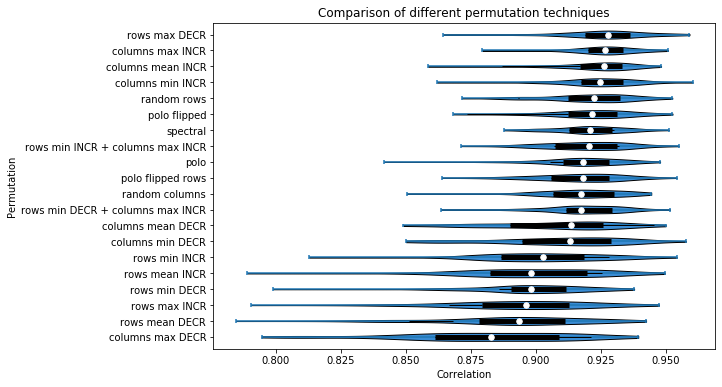 Comparison of different permutation techniques
rows max DECR
columns max INCR
columns mean INCR
columns min INCR
random rows
polo flipped
spectral
rows min INCR + columns max INCR
polo
polo flipped rows
random columns
rows min DECR + columns max INCR
columns mean DECR
columns min DECR
rows min INCR
rows mean INCR
rows min DECR
rows max INCR
rows mean DECR
columns max DECR
Permutation
0.800 0.825 0.850 0.875 0.900 0.925 0.950
Correlation